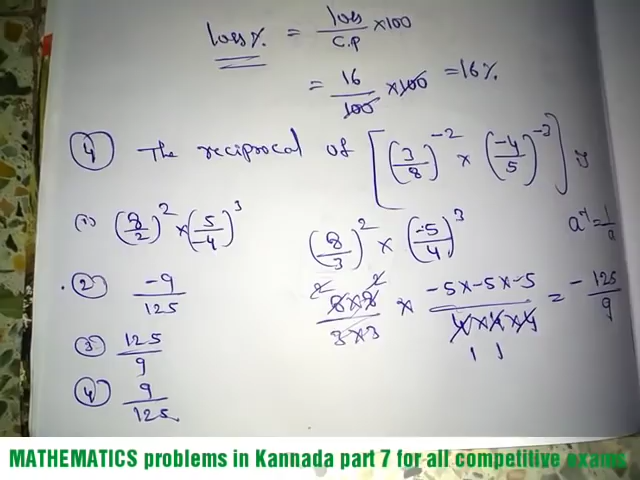 loss% = loss/C.P ×100
= 16/100 ×100 =16%
4) The reciprocal of [(3/8)^-2 × (-4/5)^-3] is
(1) (8/2)^2 × (5/-4)^3
(8/3)^2 × (-5/4)^3
a^-1 = 1/a
(2) -9/125
8×8/3×3 × -5×-5×-5/4×4×4 = -125/9
(3) 125/9
(4) 9/125
MATHEMATICS problems in Kannada part 7 for all competitive exams